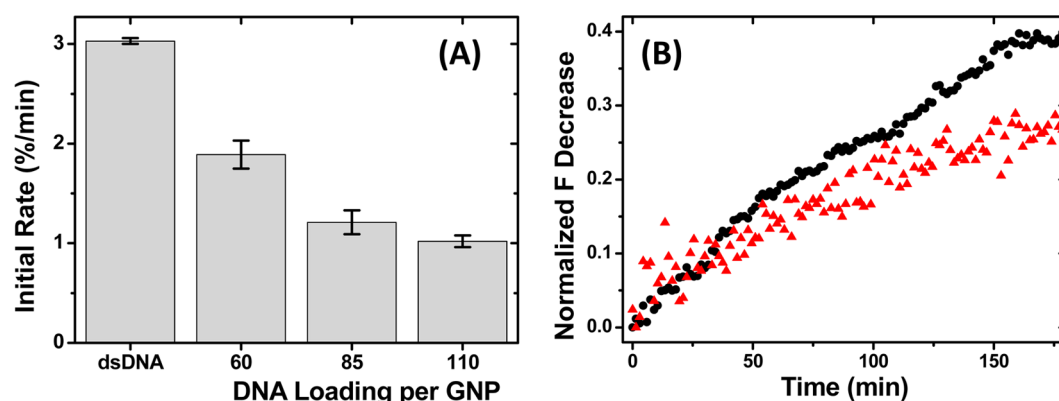 (A)
Initial Rate (%/min)
3
2
1
0
dsDNA 60 85 110
DNA Loading per GNP
(B)
Normalized F Decrease
0.4
0.3
0.2
0.1
0.0
0 50 100 150
Time (min)